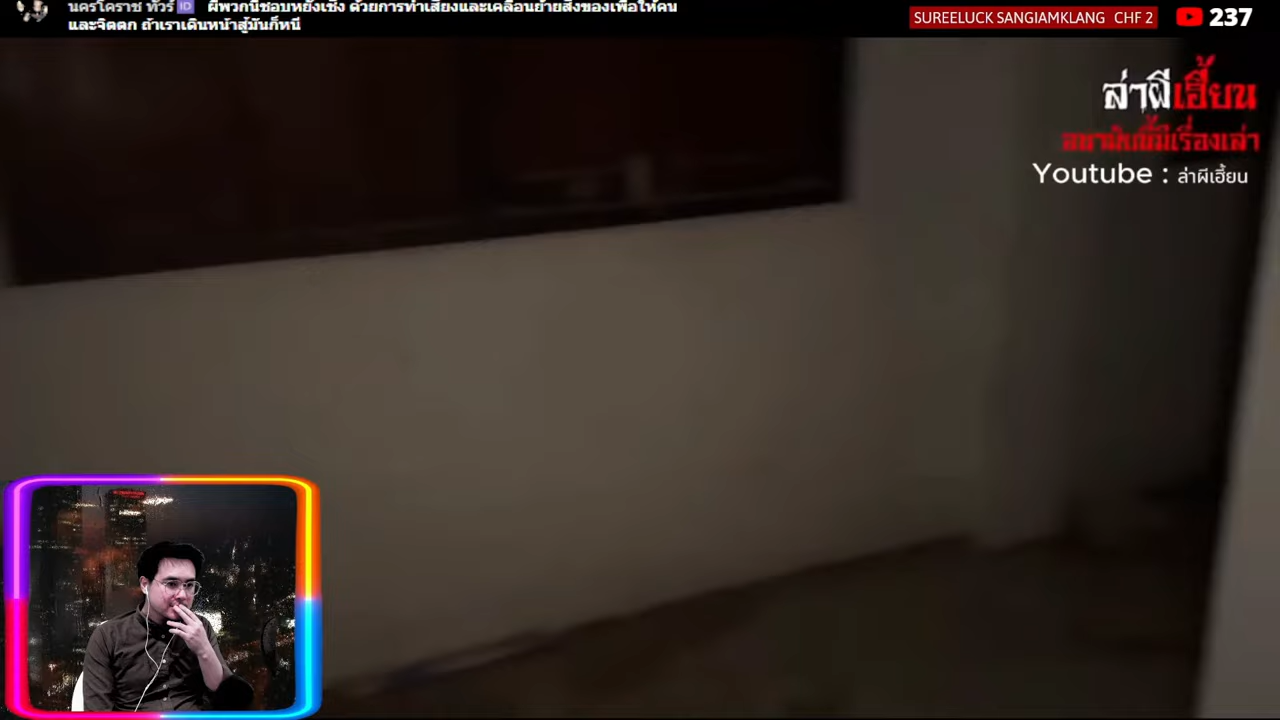 นครโคราช ทัวร์ ID ผีพวกนี้ชอบหยั่งเชิง ด้วยการทำเสียงและเคลื่อนย้ายสิ่งของเพื่อให้คน
และจิตตก ถ้าเราเดินหน้าสู้มันก็หนี
SUREELUCK SANGIAMKLANG CHF 2
237
ล่าผีเฮี้ยน
Youtube : ล่าผีเฮี้ยน